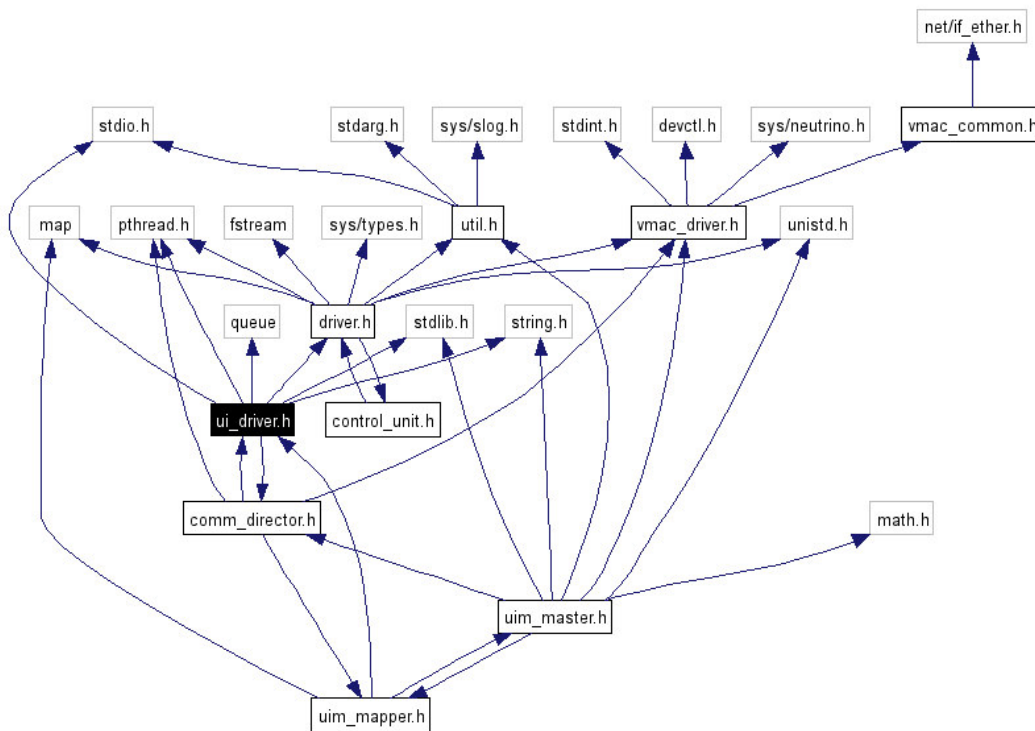 net/if_ether.h
stdio.h
stdarg.h
sys/slog.h
stdint.h
devctl.h
sys/neutrino.h
vmac_common.h
map
pthread.h
fstream
sys/types.h
util.h
vmac_driver.h
unistd.h
queue
driver.h
stdlib.h
string.h
ui_driver.h
control_unit.h
comm_director.h
math.h
uim_master.h
uim_mapper.h